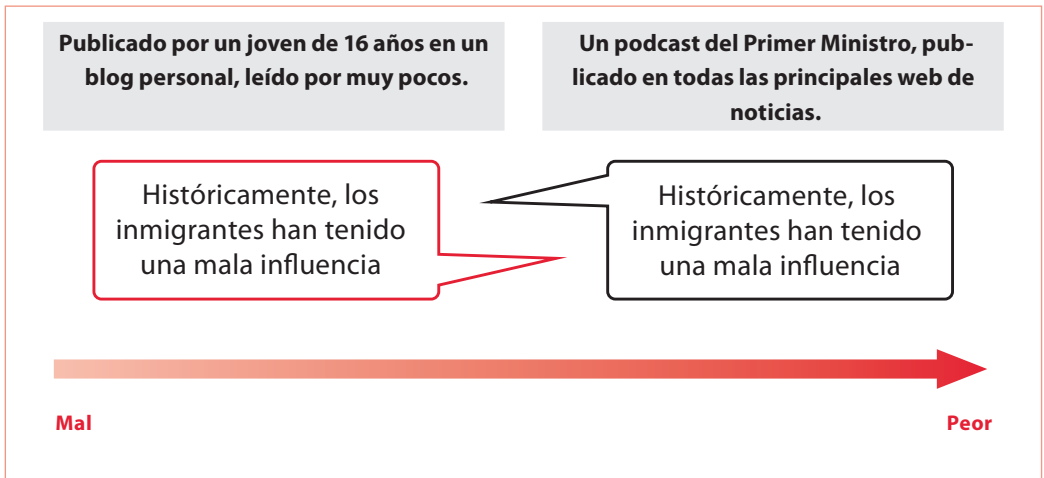 Publicado por un joven de 16 años en un
blog personal, leído por muy pocos.
Un podcast del Primer Ministro, pub-
licado en todas las principales web de
noticias.
Históricamente, los
inmigrantes han tenido
una mala influencia
Históricamente, los
inmigrantes han tenido
una mala influencia
Mal
Peor